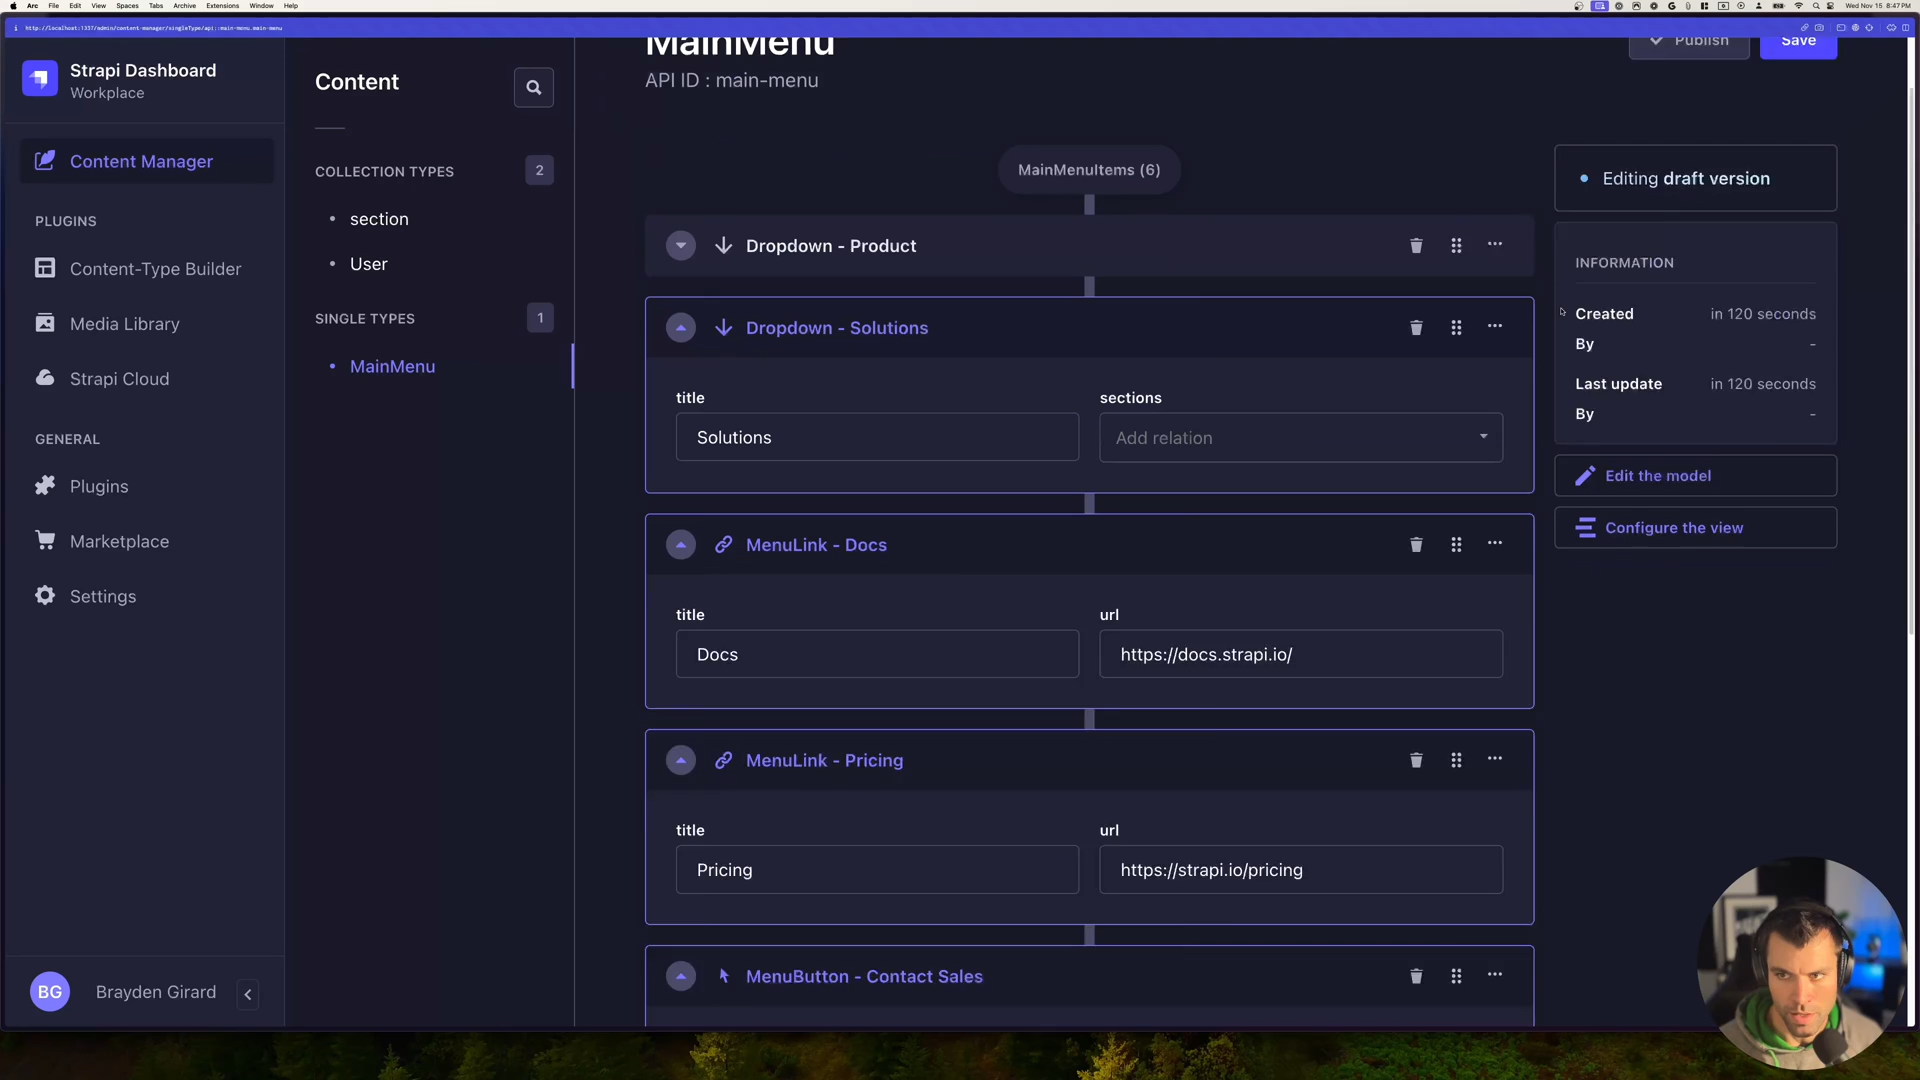 Arc File Edit View Spaces Tabs Archive Extensions Window Help
Wed Nov 15 8:47 PM
http://localhost:1337/admin/content-manager/singleType/api::main-menu.main-menu
Strapi Dashboard
Workplace
Content Manager
PLUGINS
Content-Type Builder
Media Library
Strapi Cloud
GENERAL
Plugins
Marketplace
Settings
BG
Brayden Girard
Content
COLLECTION TYPES 2
section
User
SINGLE TYPES 1
MainMenu
MainMenu
API ID : main-menu
Publish
Save
MainMenuItems (6)
Dropdown - Product
Dropdown - Solutions
title
sections
Solutions
Add relation
MenuLink - Docs
title
url
Docs
https://docs.strapi.io/
MenuLink - Pricing
title
url
Pricing
https://strapi.io/pricing
MenuButton - Contact Sales
Editing draft version
INFORMATION
Created in 120 seconds
By -
Last update in 120 seconds
By -
Edit the model
Configure the view